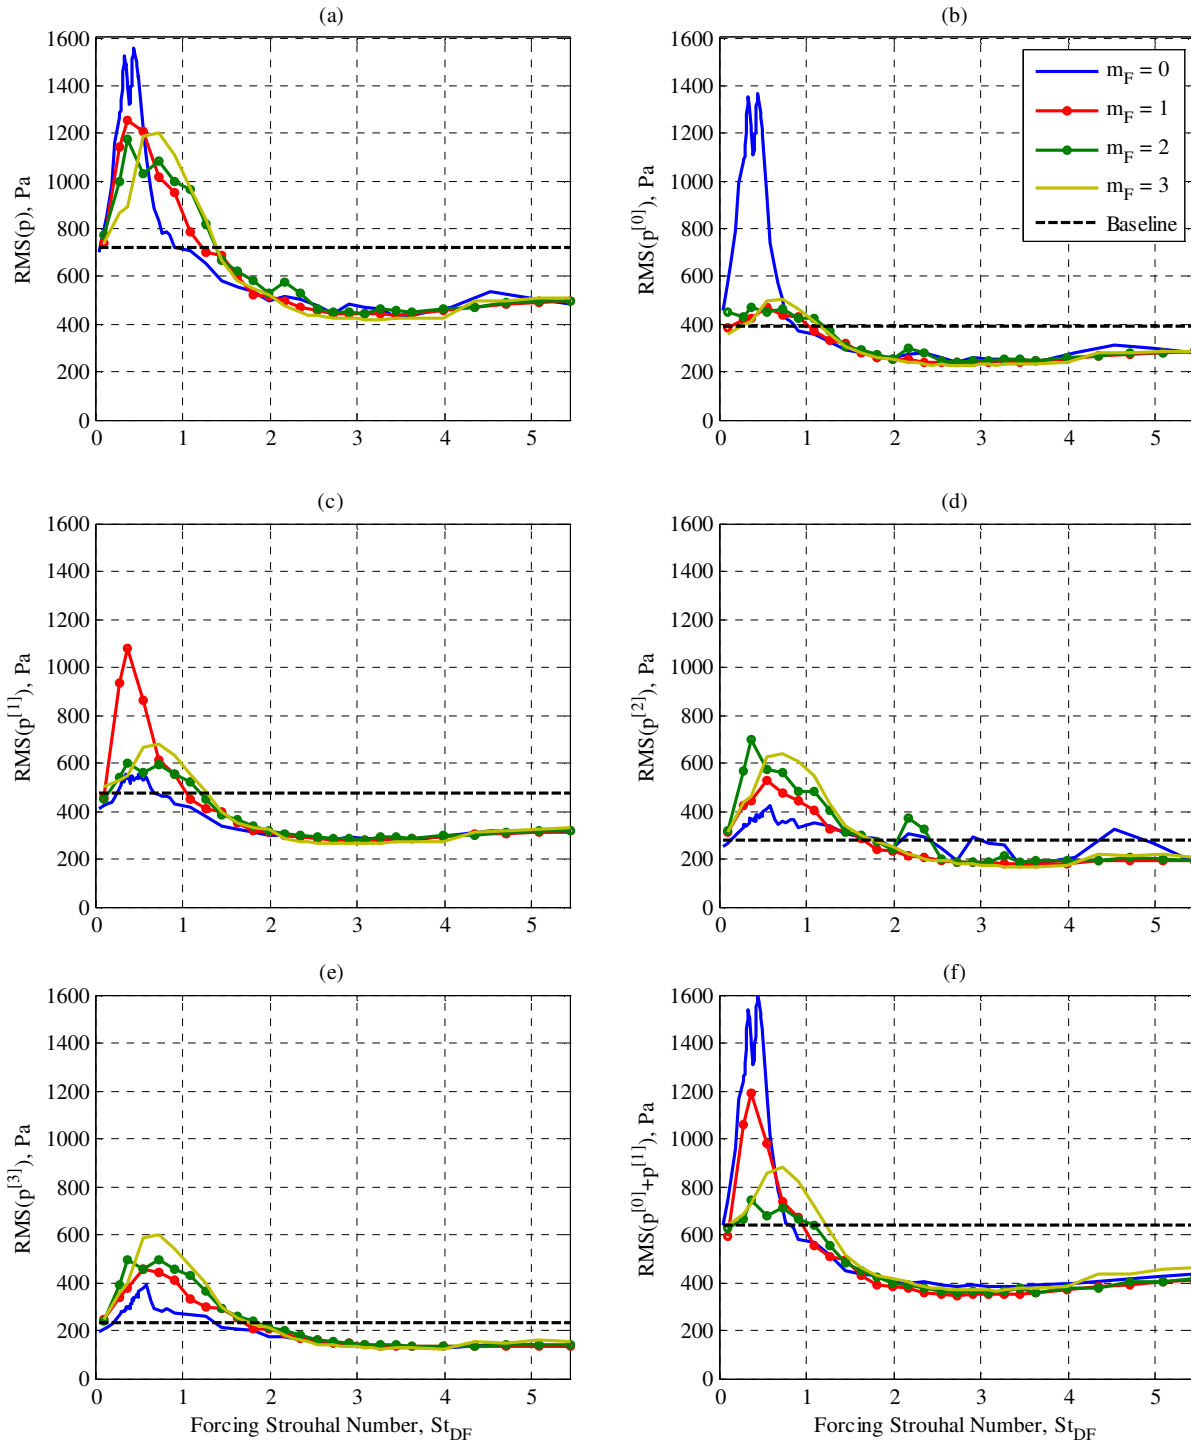 (a)
1600
1400
1200
1000
800
600
400
200
0
0 1 2 3 4 5
RMS(p), Pa
(b)
1600
1400
1200
1000
800
600
400
200
0
0 1 2 3 4 5
RMS(p[0]), Pa
m_F = 0
m_F = 1
m_F = 2
m_F = 3
Baseline
(c)
1600
1400
1200
1000
800
600
400
200
0
0 1 2 3 4 5
RMS(p[1]), Pa
(d)
1600
1400
1200
1000
800
600
400
200
0
0 1 2 3 4 5
RMS(p[2]), Pa
(e)
1600
1400
1200
1000
800
600
400
200
0
0 1 2 3 4 5
RMS(p[3]), Pa
Forcing Strouhal Number, St_DF
(f)
1600
1400
1200
1000
800
600
400
200
0
0 1 2 3 4 5
RMS(p[0]+p[1]), Pa
Forcing Strouhal Number, St_DF